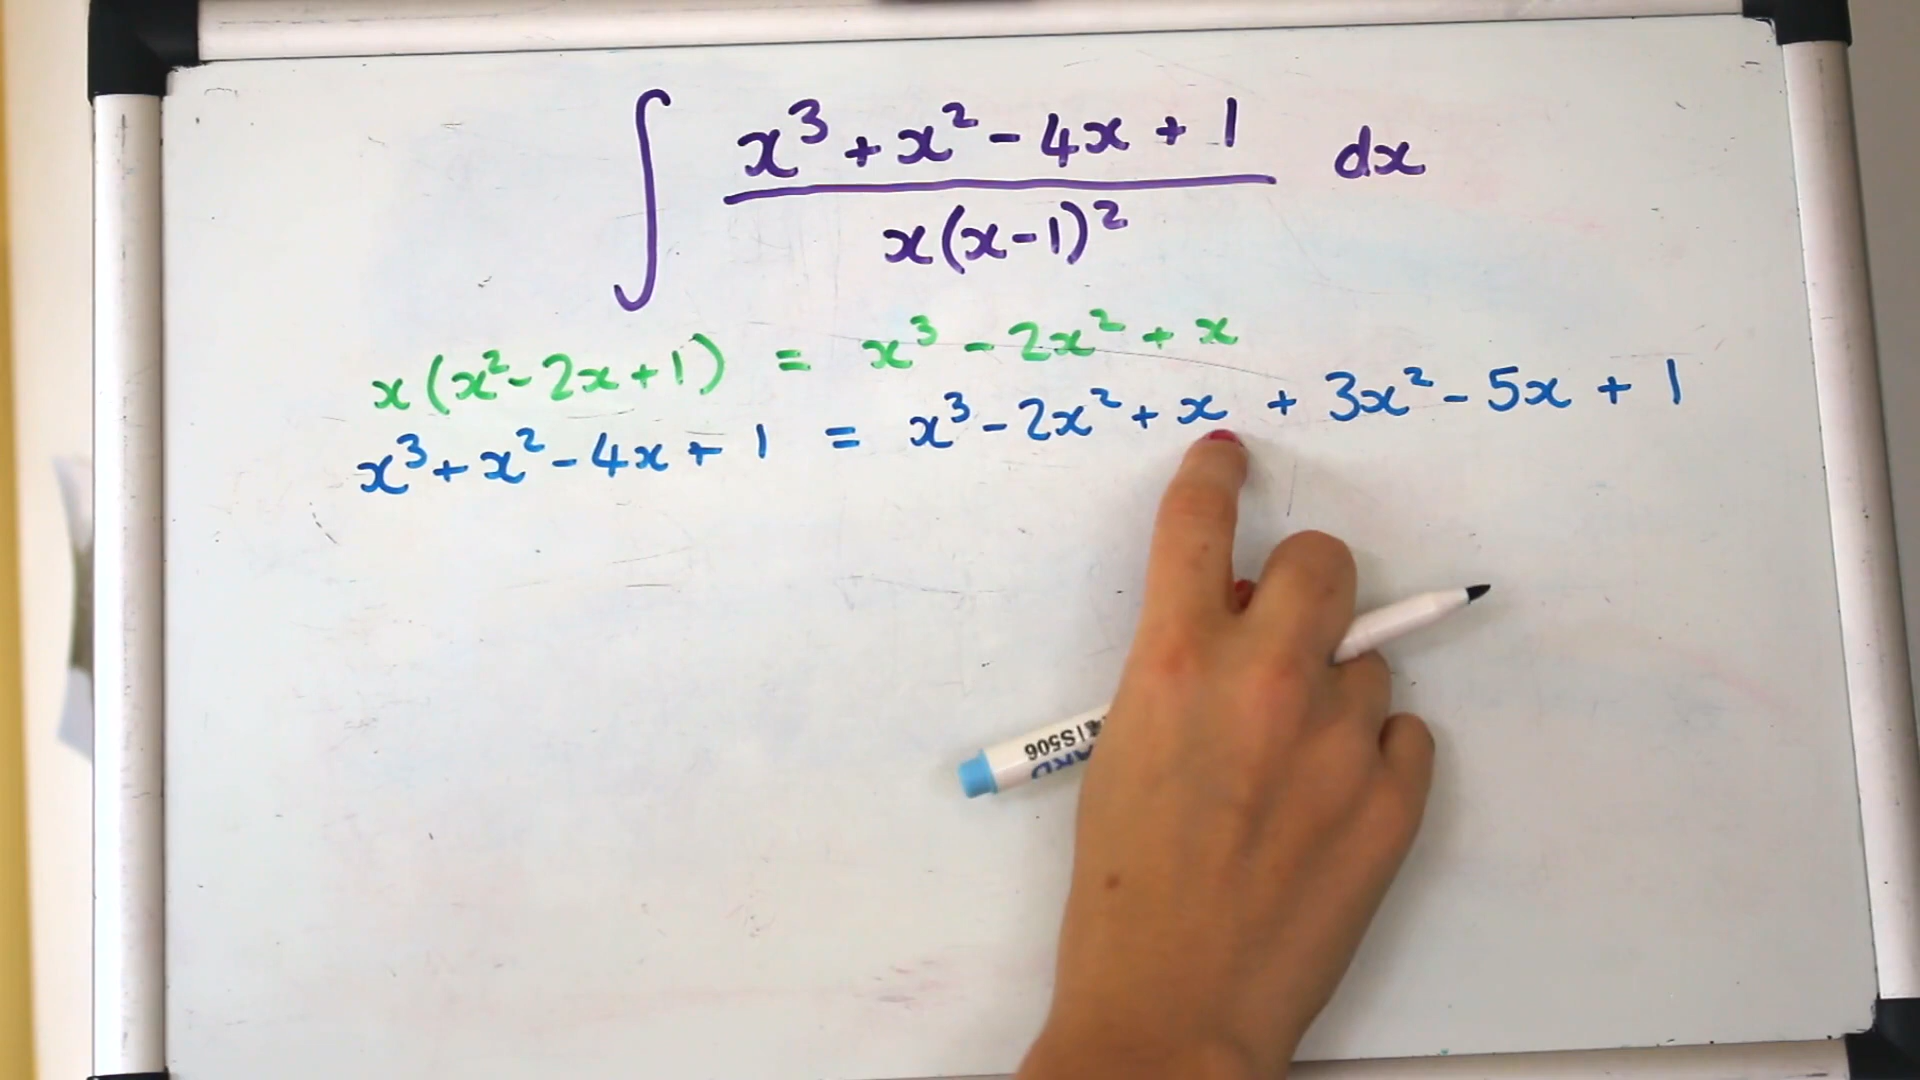 ∫ x³ + x² - 4x + 1 / x(x-1)² dx
x(x² - 2x + 1) = x³ - 2x² + x
x³ + x² - 4x + 1 = x³ - 2x² + x + 3x² - 5x + 1
IS506